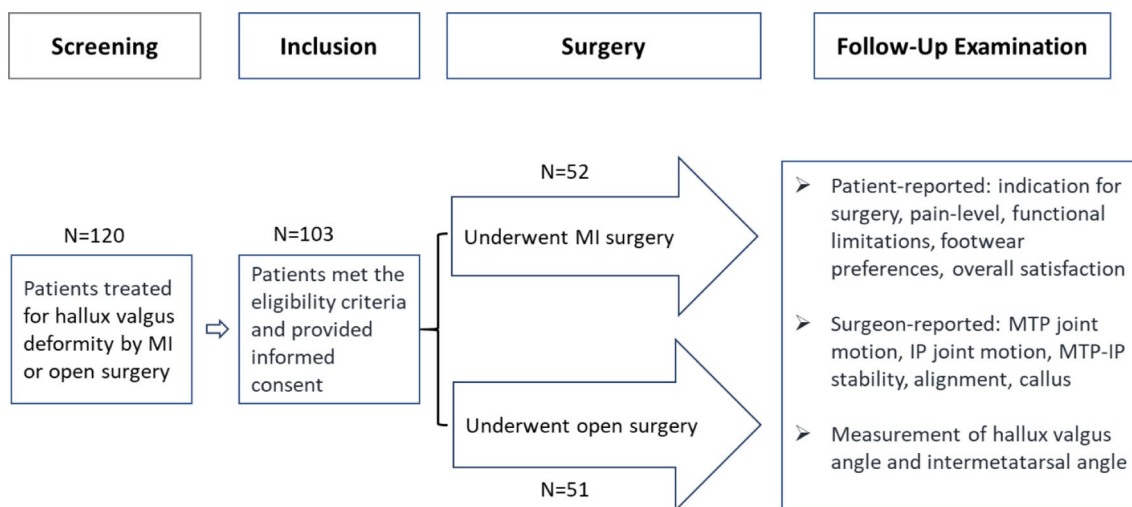 Screening
Inclusion
Surgery
Follow-Up Examination
N=120
Patients treated
for hallux valgus
deformity by MI
or open surgery
N=103
Patients met the
eligibility criteria
and provided
informed
consent
N=52
Underwent MI surgery
Underwent open surgery
N=51
➢ Patient-reported: indication for
surgery, pain-level, functional
limitations, footwear
preferences, overall satisfaction
➢ Surgeon-reported: MTP joint
motion, IP joint motion, MTP-IP
stability, alignment, callus
➢ Measurement of hallux valgus
angle and intermetatarsal angle